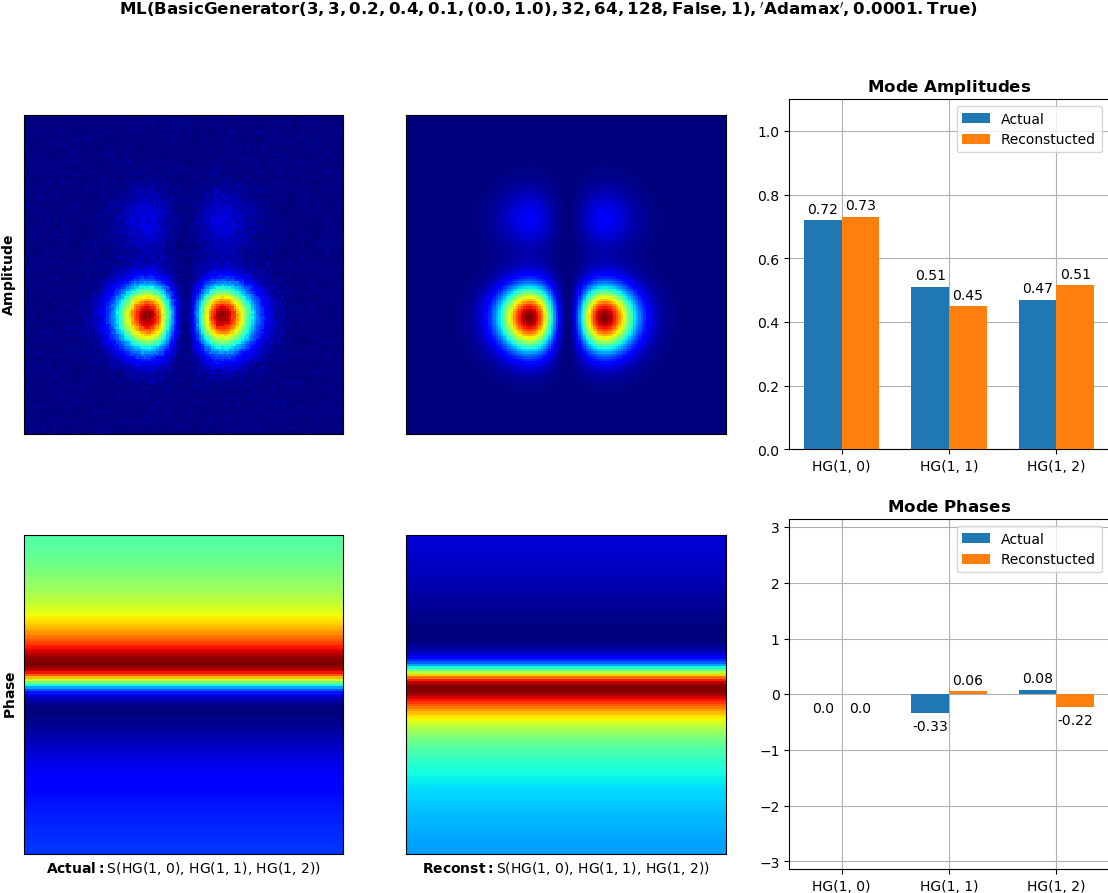 ML(BasicGenerator(3, 3, 0.2, 0.4, 0.1, (0.0, 1.0), 32, 64, 128, False, 1), 'Adamax', 0.0001. True)
Amplitude
Mode Amplitudes
Actual
Reconstucted
1.0
0.8
0.6
0.4
0.2
0.0
0.72
0.73
0.51
0.45
0.47
0.51
HG(1, 0)
HG(1, 1)
HG(1, 2)
Phase
Actual: S(HG(1, 0), HG(1, 1), HG(1, 2))
Reconst: S(HG(1, 0), HG(1, 1), HG(1, 2))
Mode Phases
Actual
Reconstucted
3
2
1
0
−1
−2
−3
0.0
0.0
-0.33
0.06
0.08
-0.22
HG(1, 0)
HG(1, 1)
HG(1, 2)